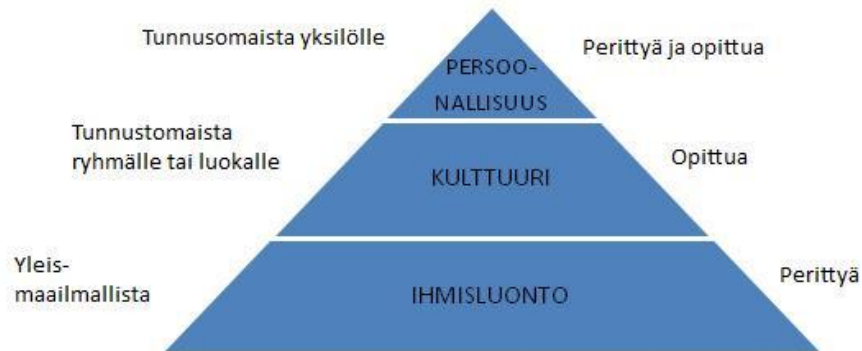 Tunnusomaista yksilölle
PERSOO-
NALLISUUS
Perittyä ja opittua
Tunnustomaista
ryhmälle tai luokalle
KULTTUURI
Opittua
Yleis-
maailmallista
IHMISLUONTO
Perittyä